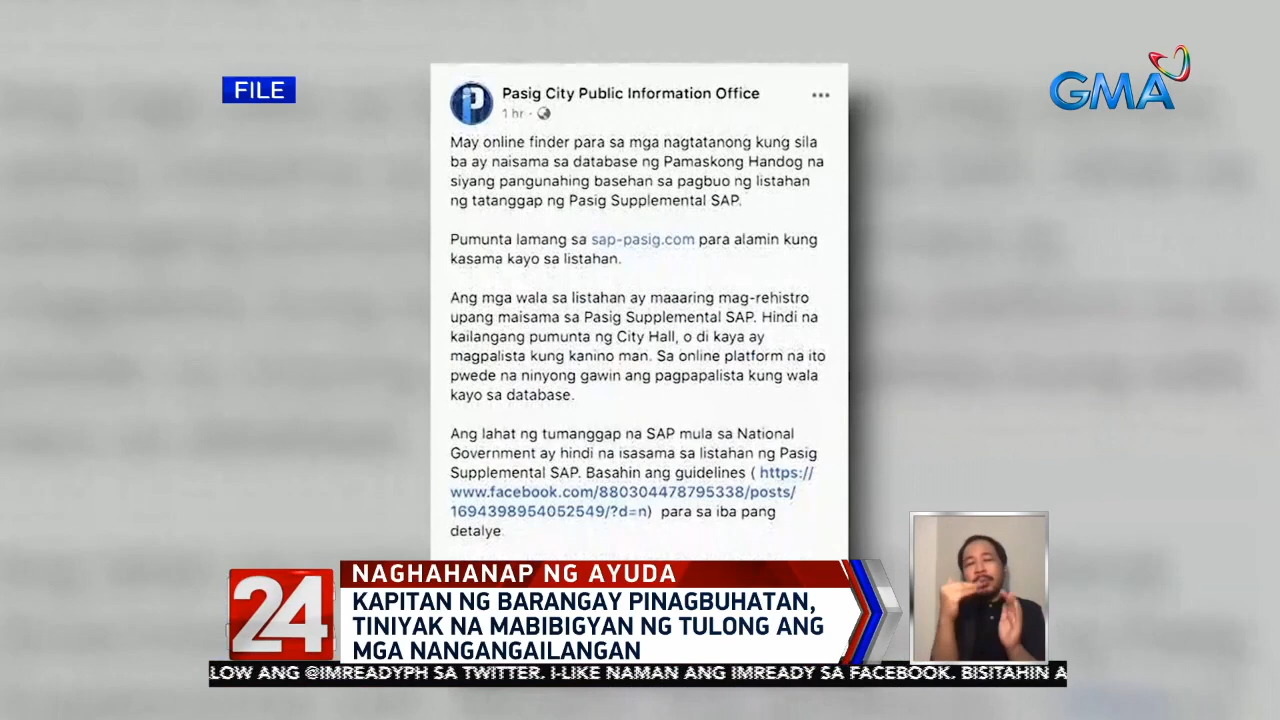 FILE
GMA
Pasig City Public Information Office
1 hr ·
May online finder para sa mga nagtatanong kung sila
ba ay naisama sa database ng Pamaskong Handog na
siyang pangunahing basehan sa pagbuo ng listahan
ng tatanggap ng Pasig Supplemental SAP.
Pumunta lamang sa sap-pasig.com para alamin kung
kasama kayo sa listahan.
Ang mga wala sa listahan ay maaaring mag-rehistro
upang maisama sa Pasig Supplemental SAP. Hindi na
kailangang pumunta ng City Hall, o di kaya ay
magpalista kung kanino man. Sa online platform na ito
pwede na ninyong gawin ang pagpapalista kung wala
kayo sa database.
Ang lahat ng tumanggap na SAP mula sa National
Government ay hindi na isasama sa listahan ng Pasig
Supplemental SAP. Basahin ang guidelines ( https://
www.facebook.com/880304478795338/posts/
1694398954052549/?d=n) para sa iba pang
detalye.
24
NAGHAHANAP NG AYUDA
KAPITAN NG BARANGAY PINAGBUHATAN,
TINIYAK NA MABIBIGYAN NG TULONG ANG
MGA NANGANGAILANGAN
LOW ANG @IMREADYPH SA TWITTER. I-LIKE NAMAN ANG IMREADY SA FACEBOOK. BISITAHIN A